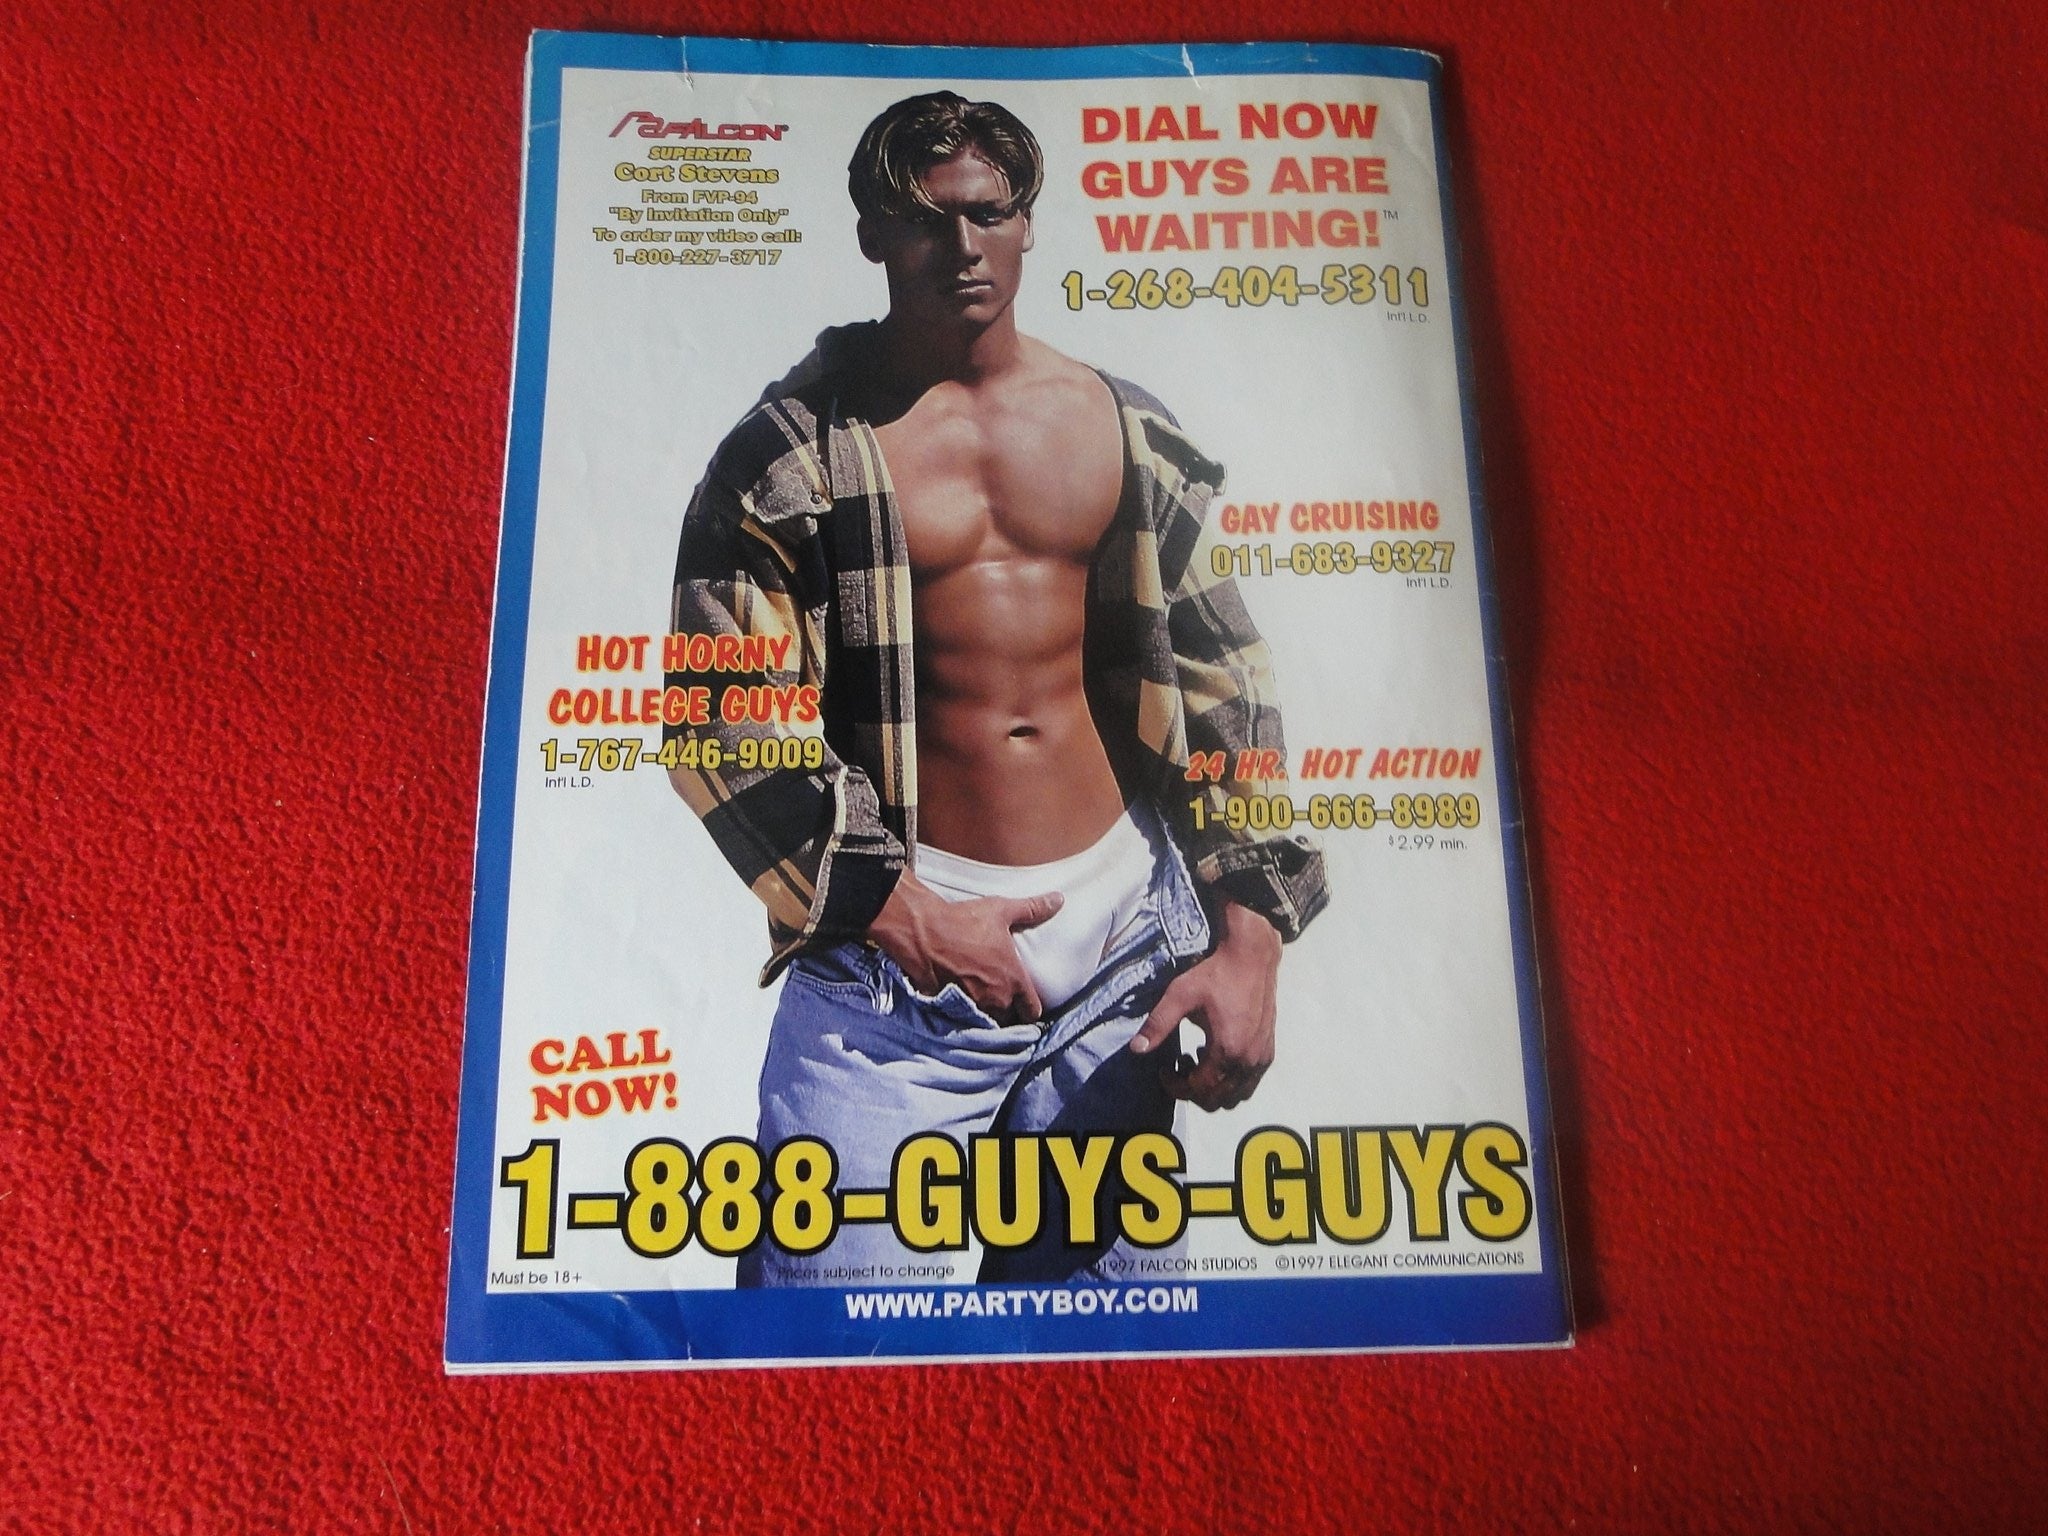 FALCON®
SUPERSTAR
Cort Stevens
From FVP-94
"By Invitation Only"
To order my video call:
1-800-227-3717
DIAL NOW
GUYS ARE
WAITING!™
1-268-404-5311
Int'l L.D.
GAY CRUISING
011-683-9327
Int'l L.D.
HOT HORNY
COLLEGE GUYS
1-767-446-9009
Int'l L.D.
24 HR. HOT ACTION
1-900-666-8989
$2.99 min.
CALL
NOW!
1-888-GUYS-GUYS
Must be 18+
Prices subject to change
©1997 FALCON STUDIOS ©1997 ELEGANT COMMUNICATIONS
WWW.PARTYBOY.COM